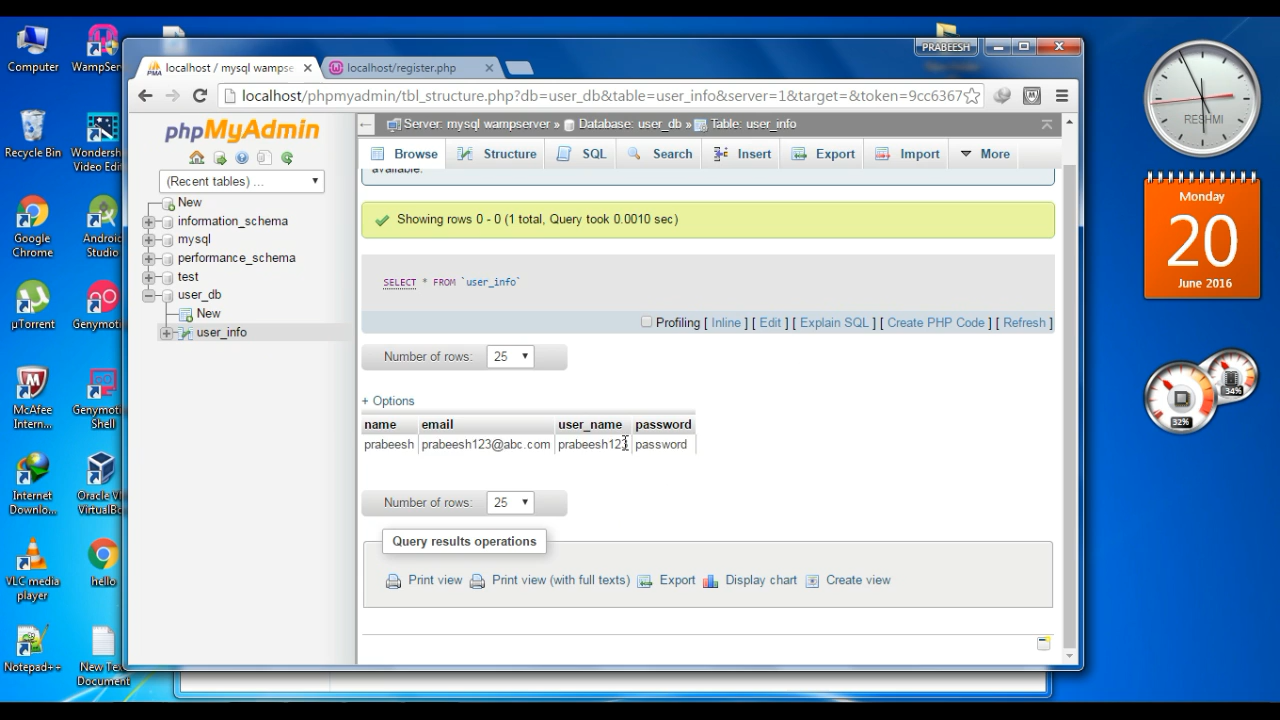 Computer
WampServ
Recycle Bin
Wondersh
Video Edit
Google
Chrome
Android
Studio
µTorrent
Genymoti
McAfee
Intern...
Genymoti
Shell
Internet
Downlo...
Oracle V
VirtualBo
VLC media
player
hello
Notepad++
New Te
Document
PRABEESH
localhost / mysql wampse
localhost/register.php
localhost/phpmyadmin/tbl_structure.php?db=user_db&table=user_info&server=1&target=&token=9cc6367
phpMyAdmin
(Recent tables) ...
New
information_schema
mysql
performance_schema
test
user_db
New
user_info
Server: mysql wampserver » Database: user_db » Table: user_info
Browse Structure SQL Search Insert Export Import More
available.
Showing rows 0 - 0 (1 total, Query took 0.0010 sec)
SELECT * FROM `user_info`
Profiling [ Inline ] [ Edit ] [ Explain SQL ] [ Create PHP Code ] [ Refresh ]
Number of rows: 25
+ Options
name email user_name password
prabeesh prabeesh123@abc.com prabeesh123 password
Number of rows: 25
Query results operations
Print view Print view (with full texts) Export Display chart Create view
RESHMI
Monday
20
June 2016
34%
32%